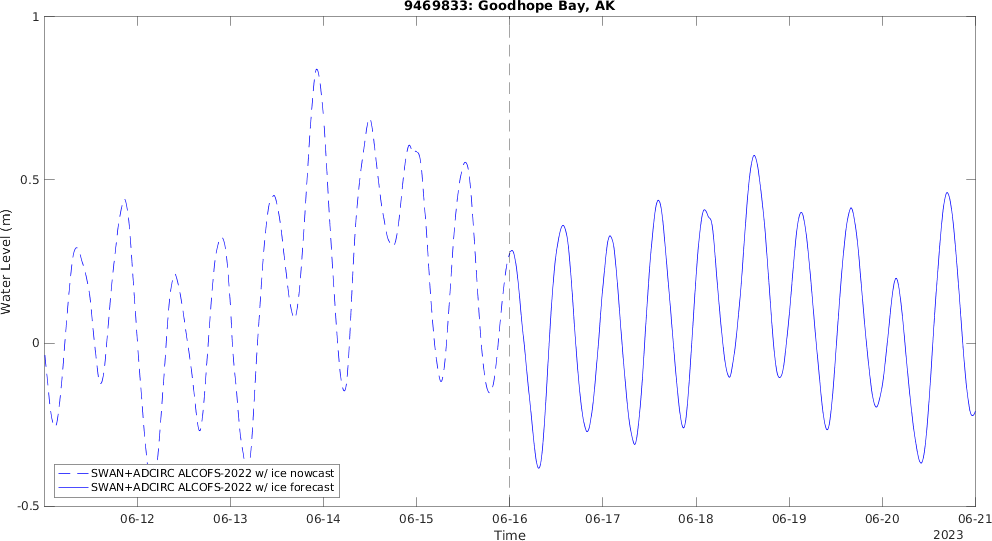 9469833: Goodhope Bay, AK
Water Level (m)
1
0.5
0
-0.5
SWAN+ADCIRC ALCOFS-2022 w/ ice nowcast
SWAN+ADCIRC ALCOFS-2022 w/ ice forecast
06-12 06-13 06-14 06-15 06-16 06-17 06-18 06-19 06-20 06-21
Time
2023